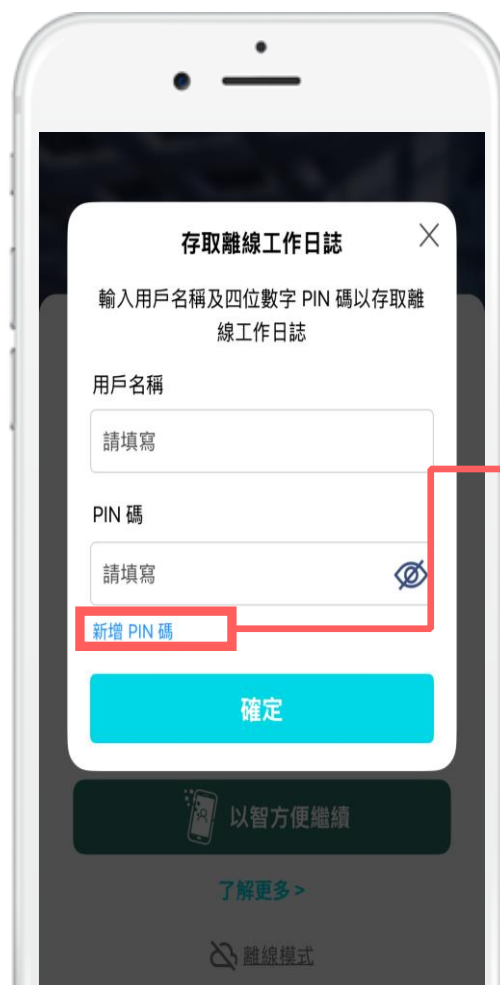 存取離線工作日誌
輸入用戶名稱及四位數字 PIN 碼以存取離
線工作日誌
用戶名稱
請填寫
PIN 碼
請填寫
新增 PIN 碼
確定
以智方便繼續
了解更多 >
離線模式